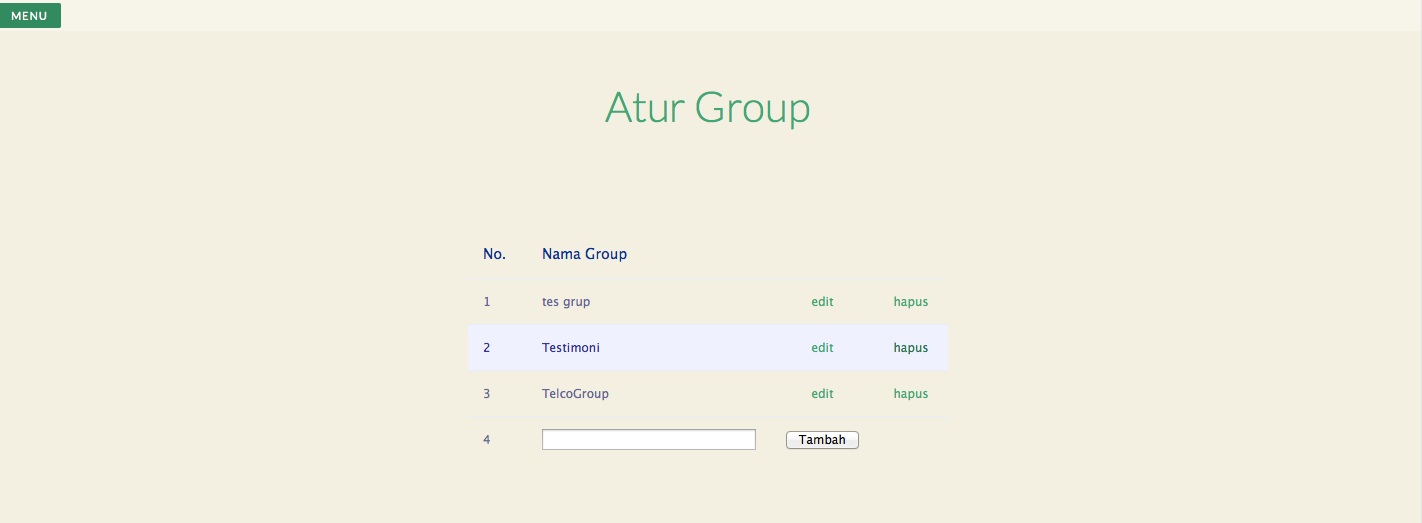 MENU
Atur Group
No. Nama Group
1 tes grup edit hapus
2 Testimoni edit hapus
3 TelcoGroup edit hapus
4 Tambah